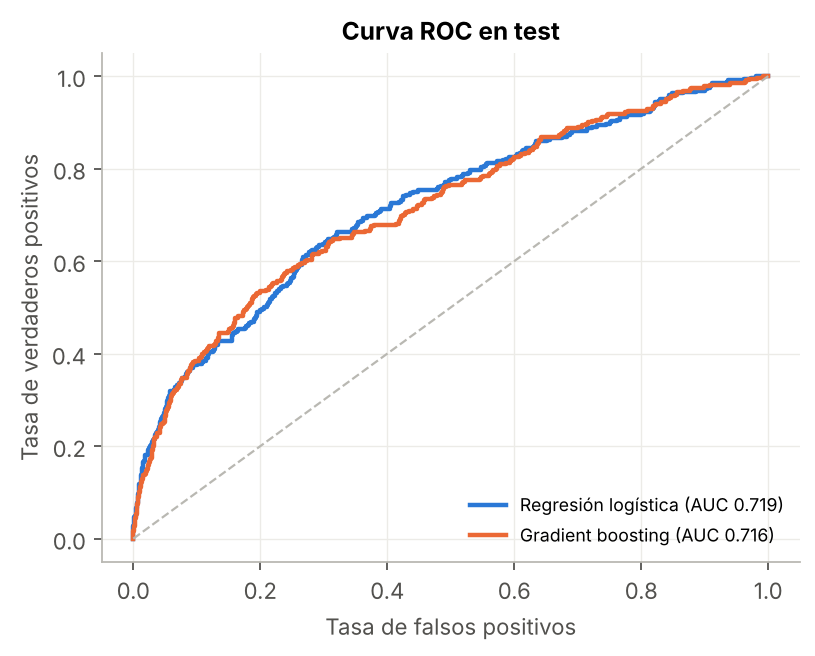 Curva ROC en test
Tasa de verdaderos positivos
1.0
0.8
0.6
0.4
0.2
0.0
0.0 0.2 0.4 0.6 0.8 1.0
Tasa de falsos positivos
Regresión logística (AUC 0.719)
Gradient boosting (AUC 0.716)